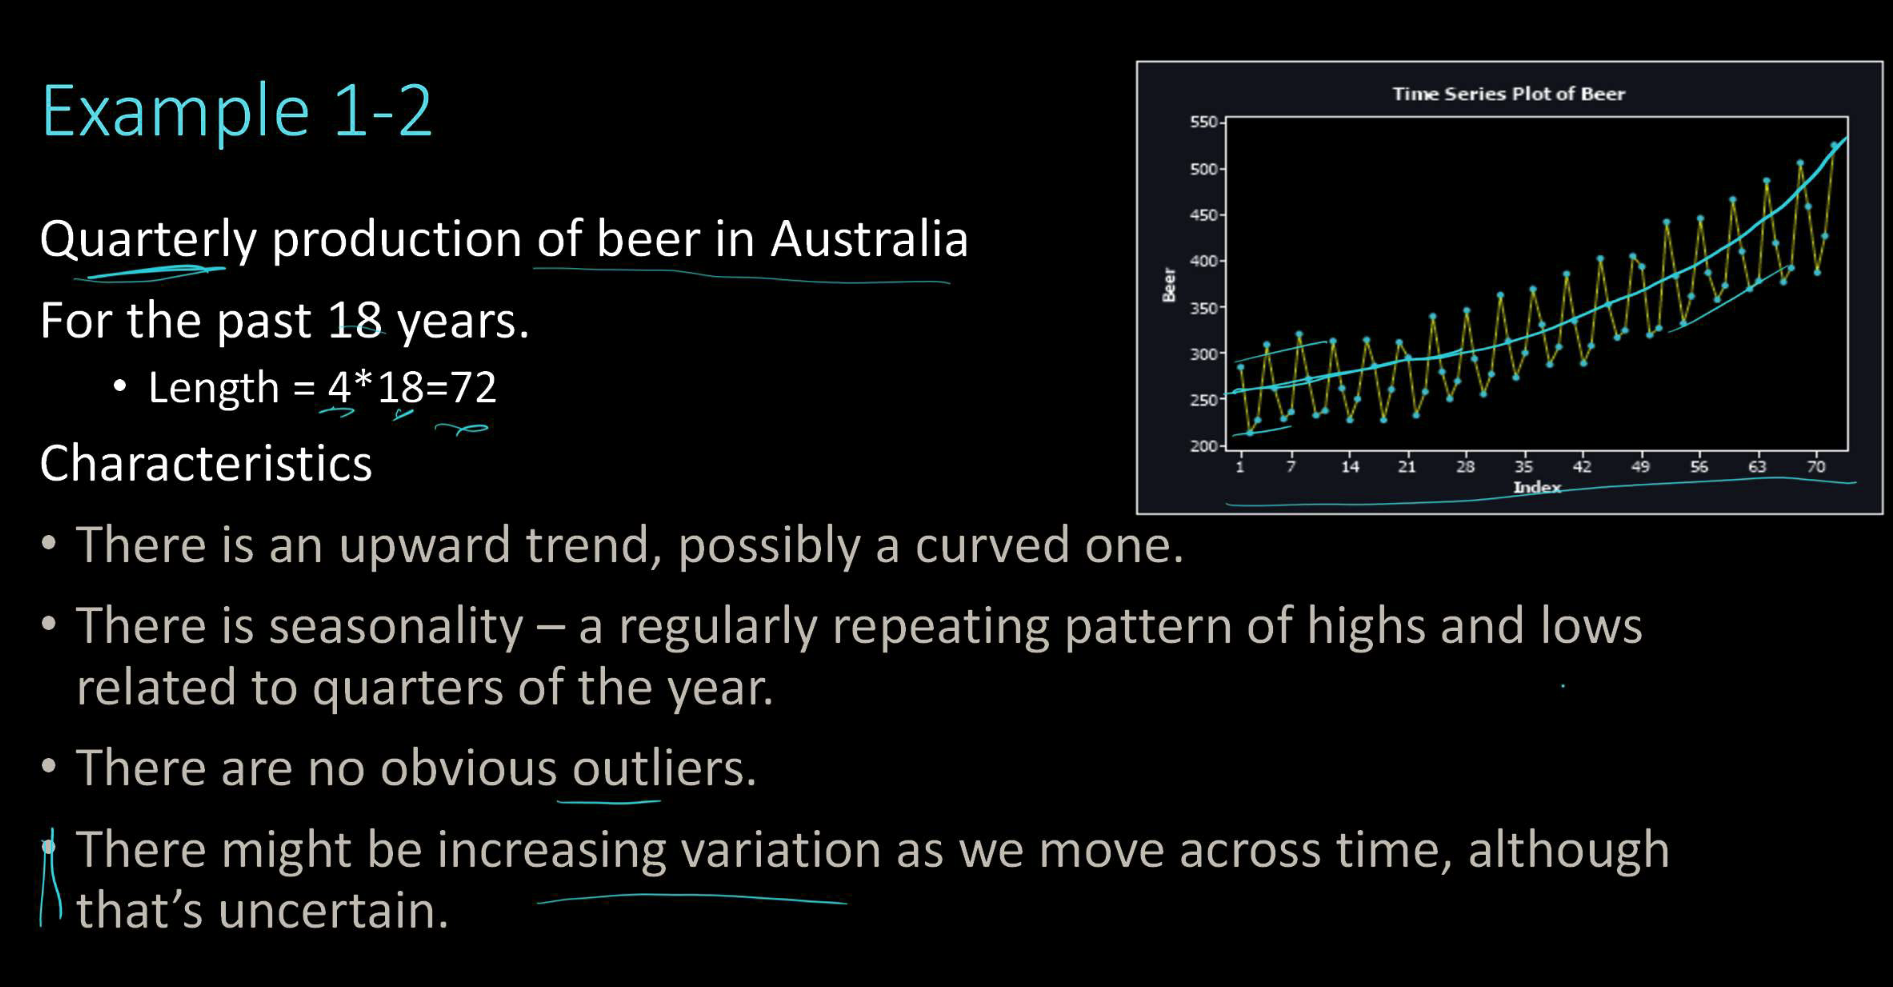 Example 1-2
Quarterly production of beer in Australia
For the past 18 years.
• Length = 4*18=72
Characteristics
• There is an upward trend, possibly a curved one.
• There is seasonality – a regularly repeating pattern of highs and lows
related to quarters of the year.
• There are no obvious outliers.
• There might be increasing variation as we move across time, although
that’s uncertain.
Time Series Plot of Beer
550
500
450
400
350
300
250
200
Beer
1 7 14 21 28 35 42 49 56 63 70
Index